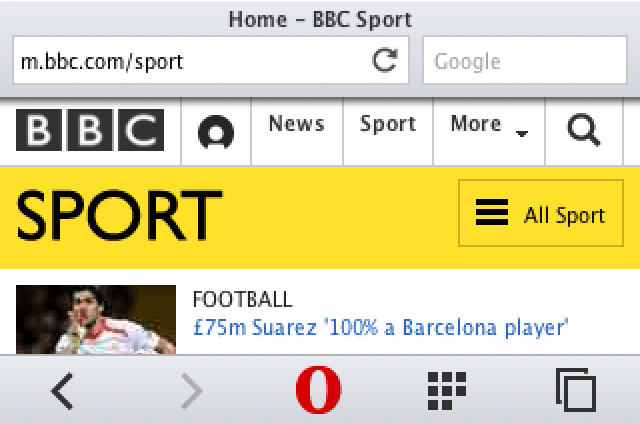 Home – BBC Sport
m.bbc.com/sport
Google
BBC
News
Sport
More
SPORT
All Sport
FOOTBALL
£75m Suarez '100% a Barcelona player'